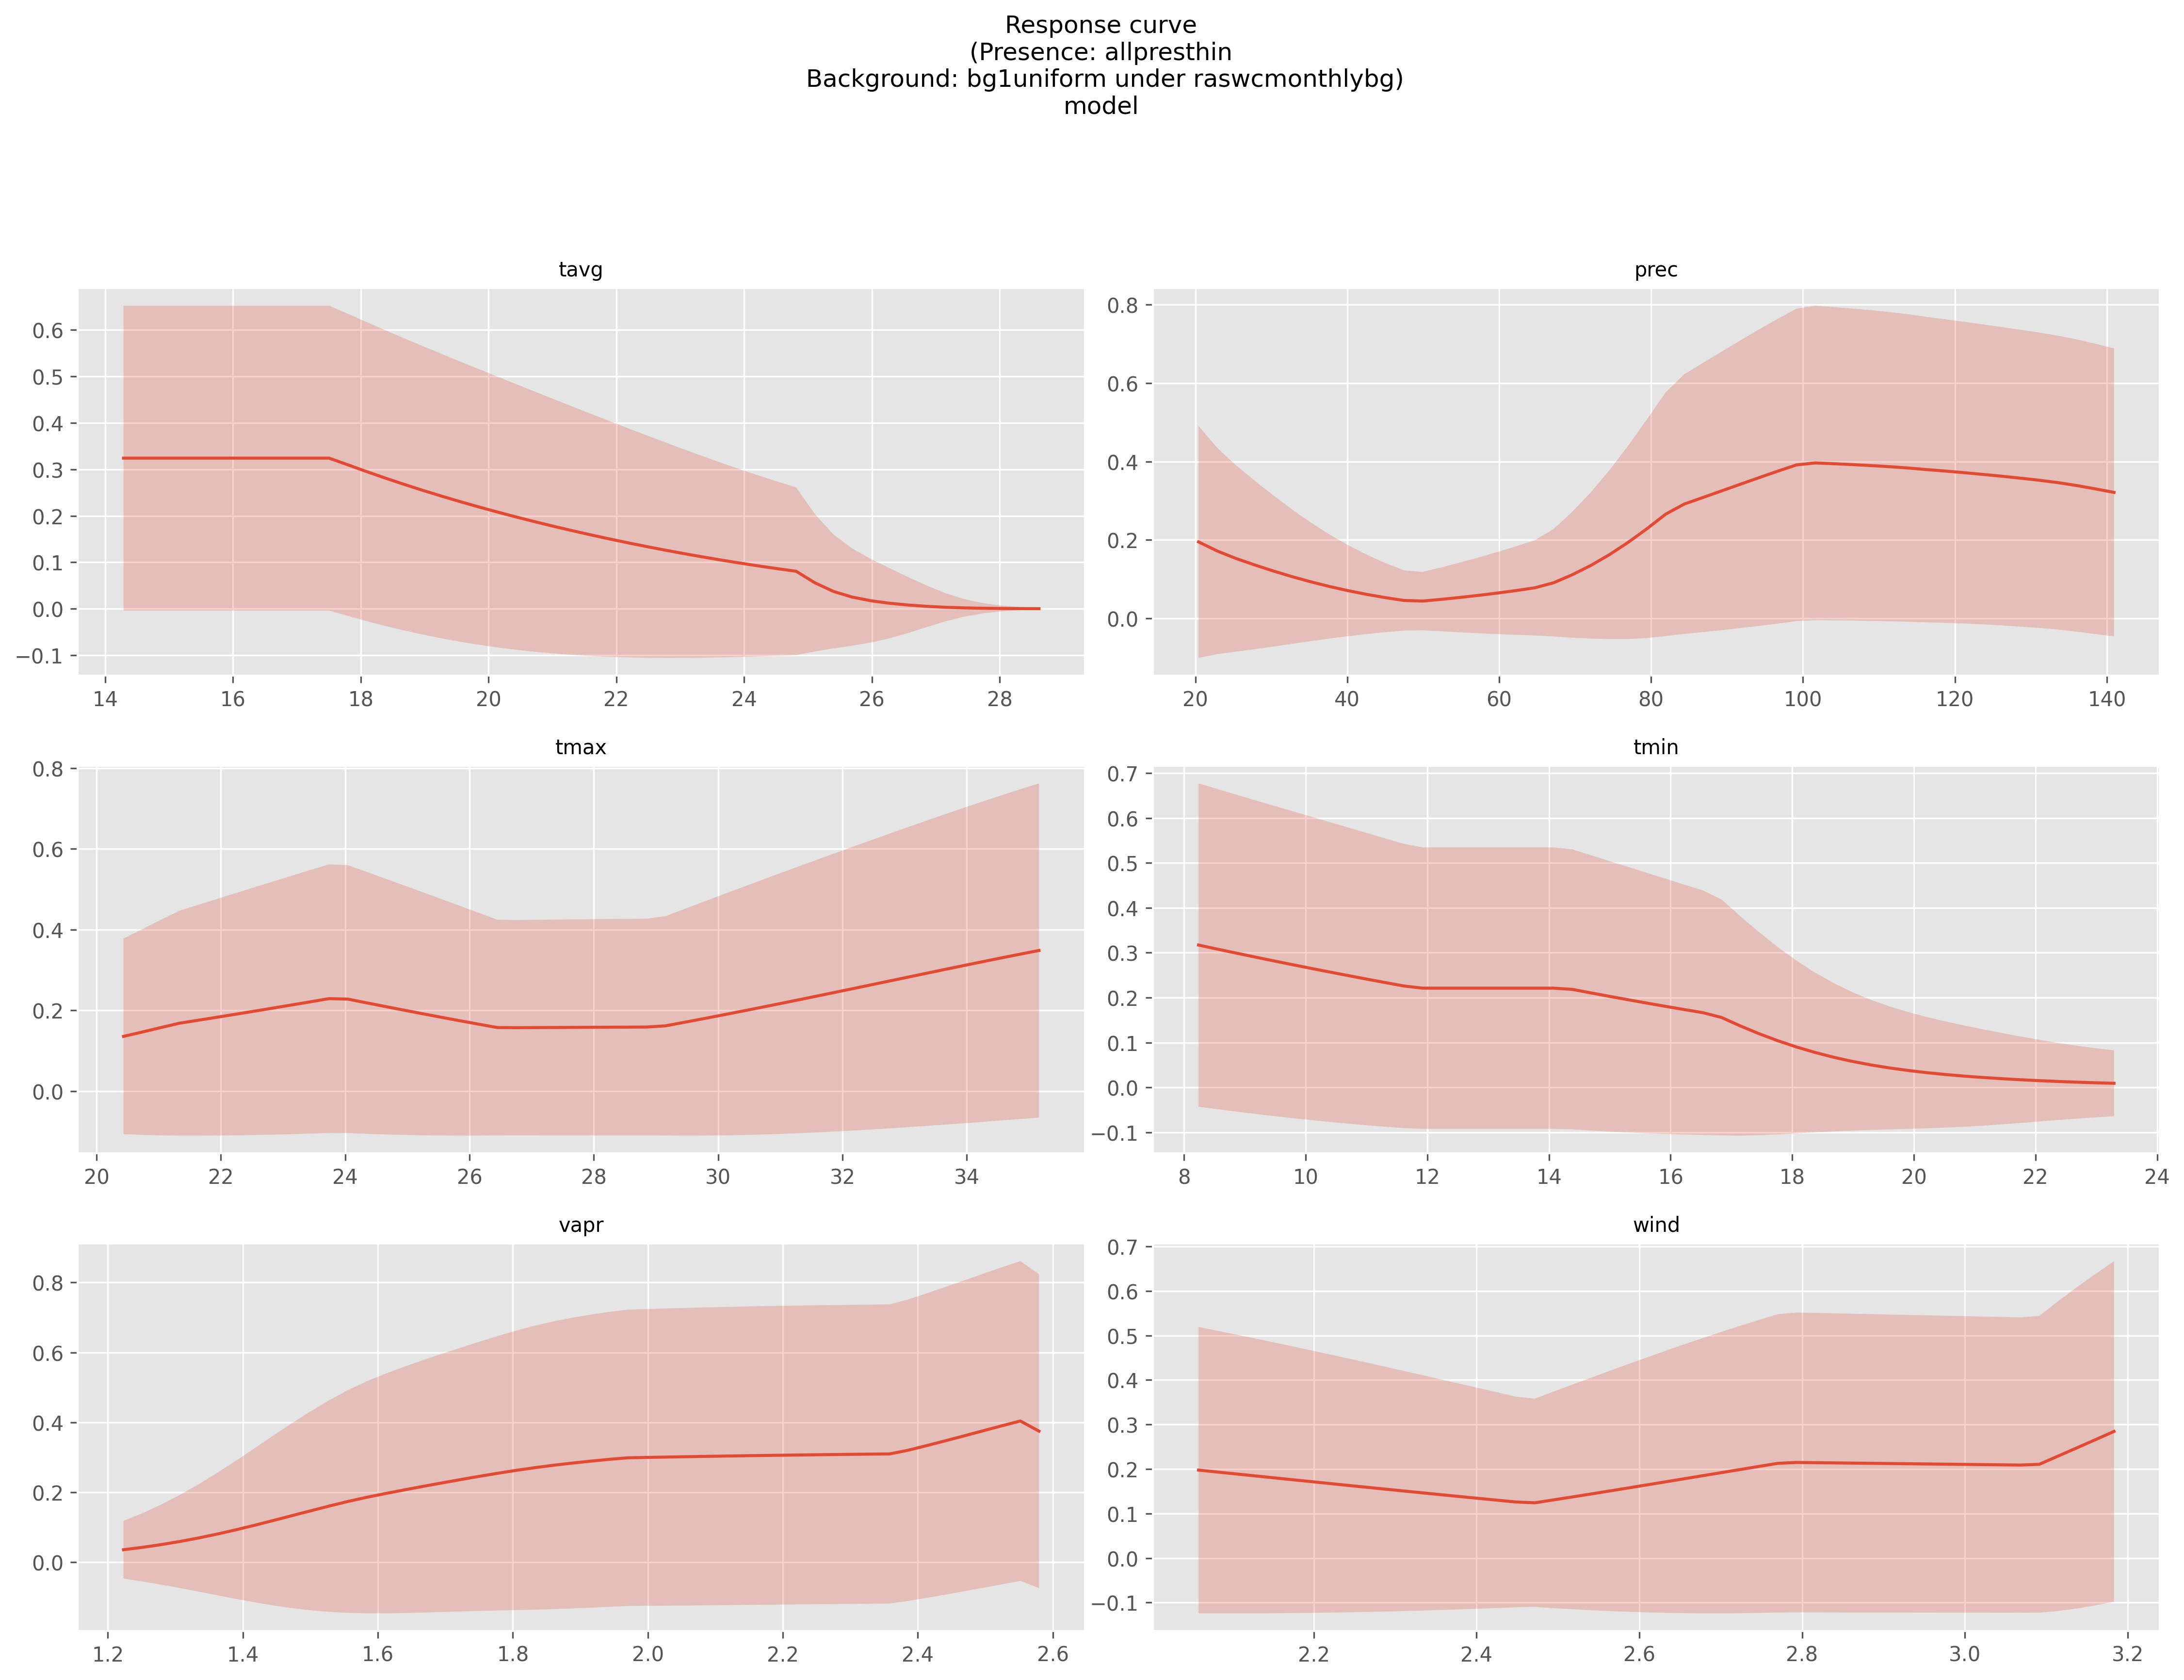 Response curve
(Presence: allpresthin
Background: bg1uniform under raswcmonthlybg)
model
tavg
0.6
0.5
0.4
0.3
0.2
0.1
0.0
−0.1
14 16 18 20 22 24 26 28
prec
0.8
0.6
0.4
0.2
0.0
20 40 60 80 100 120 140
tmax
0.8
0.6
0.4
0.2
0.0
20 22 24 26 28 30 32 34
tmin
0.7
0.6
0.5
0.4
0.3
0.2
0.1
0.0
−0.1
8 10 12 14 16 18 20 22 24
vapr
0.8
0.6
0.4
0.2
0.0
1.2 1.4 1.6 1.8 2.0 2.2 2.4 2.6
wind
0.7
0.6
0.5
0.4
0.3
0.2
0.1
0.0
−0.1
2.2 2.4 2.6 2.8 3.0 3.2